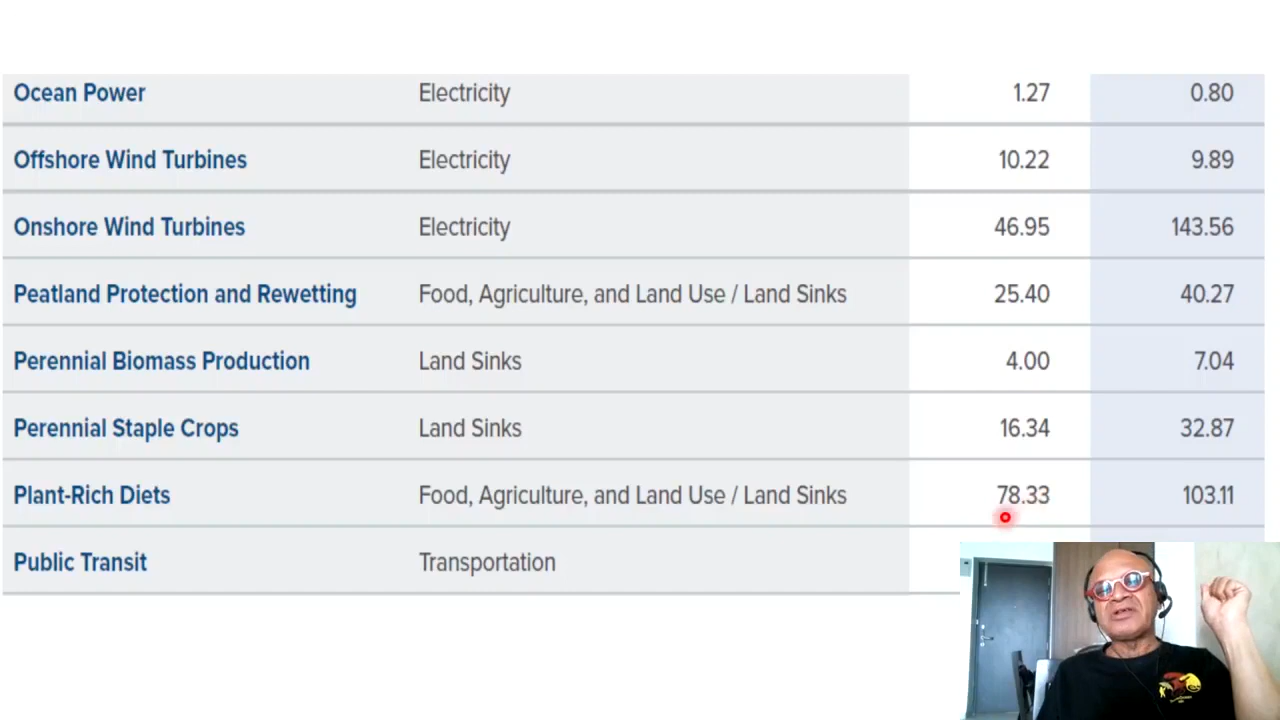 Ocean Power Electricity 1.27 0.80
Offshore Wind Turbines Electricity 10.22 9.89
Onshore Wind Turbines Electricity 46.95 143.56
Peatland Protection and Rewetting Food, Agriculture, and Land Use / Land Sinks 25.40 40.27
Perennial Biomass Production Land Sinks 4.00 7.04
Perennial Staple Crops Land Sinks 16.34 32.87
Plant-Rich Diets Food, Agriculture, and Land Use / Land Sinks 78.33 103.11
Public Transit Transportation